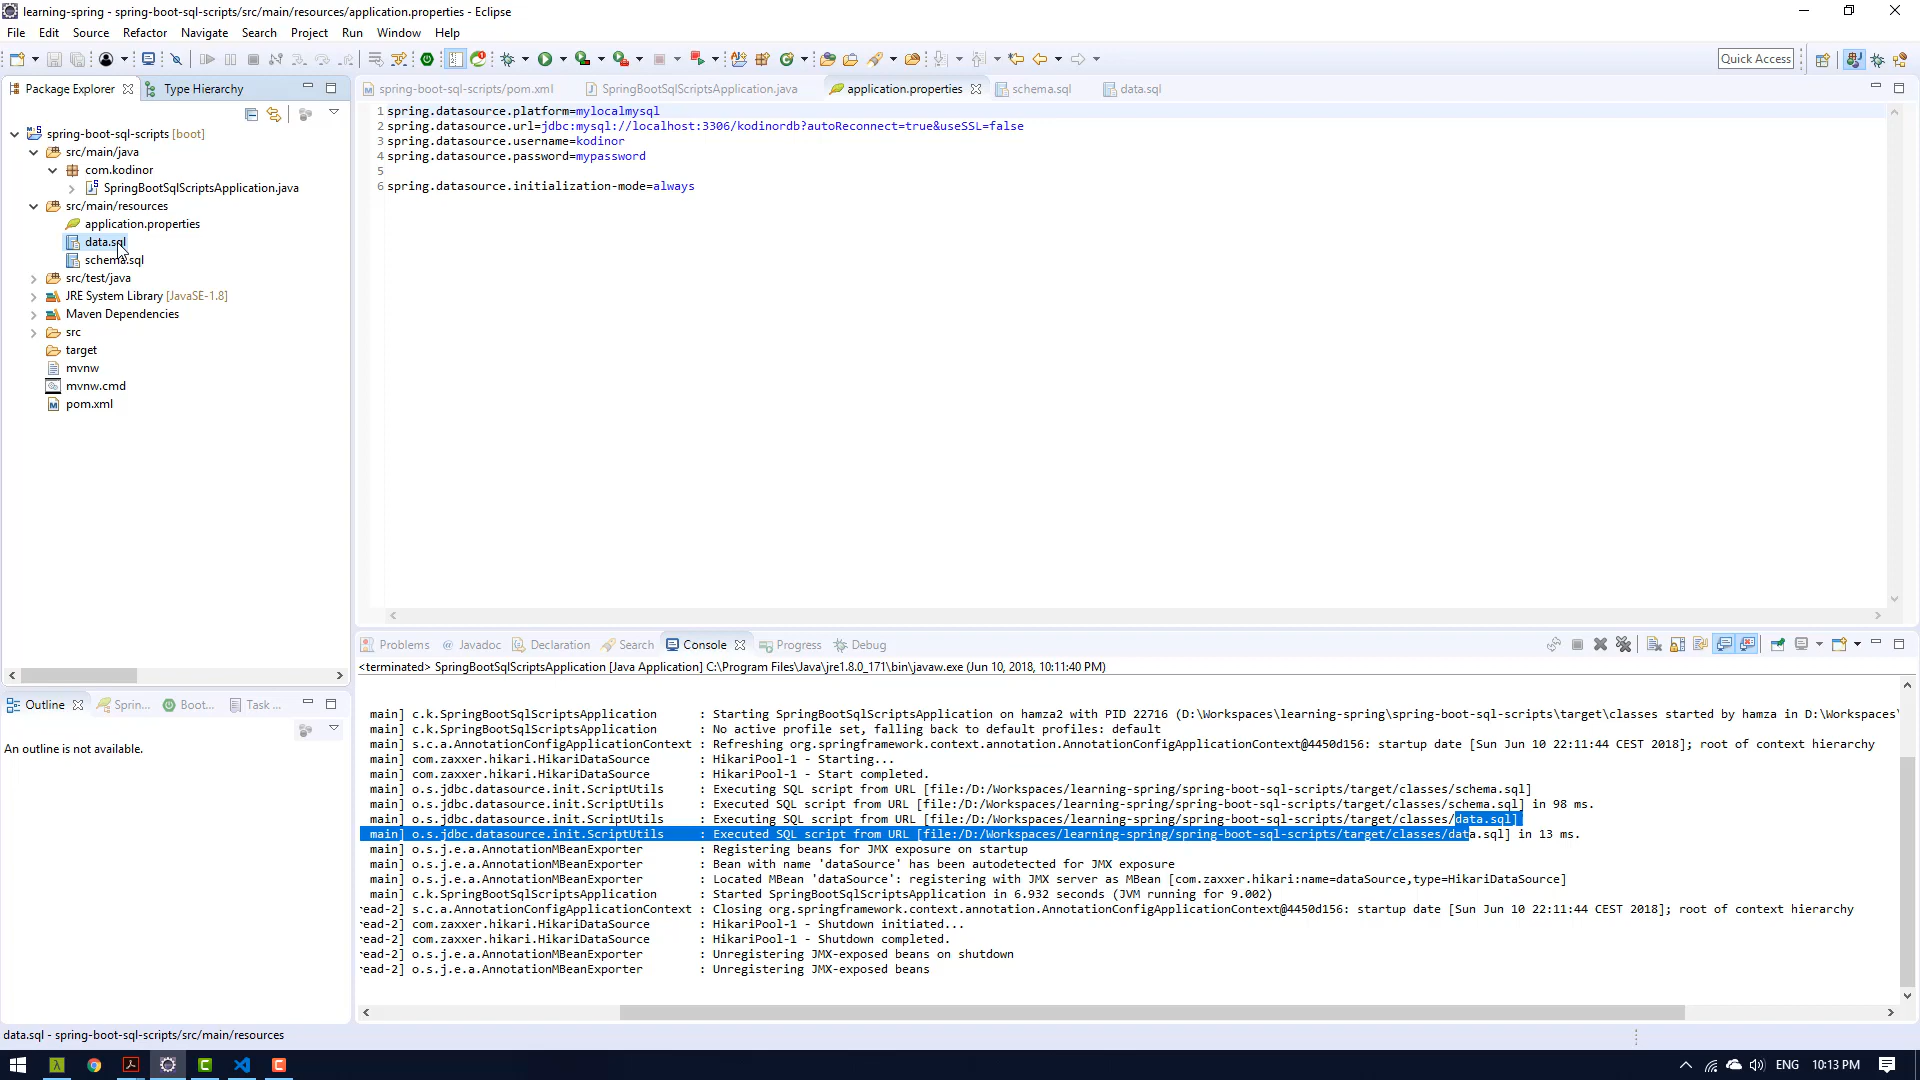 learning-spring - spring-boot-sql-scripts/src/main/resources/application.properties - Eclipse
File Edit Source Refactor Navigate Search Project Run Window Help
Quick Access
Package Explorer
Type Hierarchy
spring-boot-sql-scripts [boot]
src/main/java
com.kodinor
SpringBootSqlScriptsApplication.java
src/main/resources
application.properties
data.sql
schema.sql
src/test/java
JRE System Library [JavaSE-1.8]
Maven Dependencies
src
target
mvnw
mvnw.cmd
pom.xml
Outline Sprin... Boot... Task ...
An outline is not available.
spring-boot-sql-scripts/pom.xml SpringBootSqlScriptsApplication.java application.properties schema.sql data.sql
1 spring.datasource.platform=mylocalmysql
2 spring.datasource.url=jdbc:mysql://localhost:3306/kodinordb?autoReconnect=true&useSSL=false
3 spring.datasource.username=kodinor
4 spring.datasource.password=mypassword
5
6 spring.datasource.initialization-mode=always
Problems Javadoc Declaration Search Console Progress Debug
<terminated> SpringBootSqlScriptsApplication [Java Application] C:\Program Files\Java\jre1.8.0_171\bin\javaw.exe (Jun 10, 2018, 10:11:40 PM)
main] c.k.SpringBootSqlScriptsApplication : Starting SpringBootSqlScriptsApplication on hamza2 with PID 22716 (D:\Workspaces\learning-spring\spring-boot-sql-scripts\target\classes started by hamza in D:\Workspaces\
main] c.k.SpringBootSqlScriptsApplication : No active profile set, falling back to default profiles: default
main] s.c.a.AnnotationConfigApplicationContext : Refreshing org.springframework.context.annotation.AnnotationConfigApplicationContext@4450d156: startup date [Sun Jun 10 22:11:44 CEST 2018]; root of context hierarchy
main] com.zaxxer.hikari.HikariDataSource : HikariPool-1 - Starting...
main] com.zaxxer.hikari.HikariDataSource : HikariPool-1 - Start completed.
main] o.s.jdbc.datasource.init.ScriptUtils : Executing SQL script from URL [file:/D:/Workspaces/learning-spring/spring-boot-sql-scripts/target/classes/schema.sql]
main] o.s.jdbc.datasource.init.ScriptUtils : Executed SQL script from URL [file:/D:/Workspaces/learning-spring/spring-boot-sql-scripts/target/classes/schema.sql] in 98 ms.
main] o.s.jdbc.datasource.init.ScriptUtils : Executing SQL script from URL [file:/D:/Workspaces/learning-spring/spring-boot-sql-scripts/target/classes/data.sql]
main] o.s.jdbc.datasource.init.ScriptUtils : Executed SQL script from URL [file:/D:/Workspaces/learning-spring/spring-boot-sql-scripts/target/classes/data.sql] in 13 ms.
main] o.s.j.e.a.AnnotationMBeanExporter : Registering beans for JMX exposure on startup
main] o.s.j.e.a.AnnotationMBeanExporter : Bean with name 'dataSource' has been autodetected for JMX exposure
main] o.s.j.e.a.AnnotationMBeanExporter : Located MBean 'dataSource': registering with JMX server as MBean [com.zaxxer.hikari:name=dataSource,type=HikariDataSource]
main] c.k.SpringBootSqlScriptsApplication : Started SpringBootSqlScriptsApplication in 6.932 seconds (JVM running for 9.002)
read-2] s.c.a.AnnotationConfigApplicationContext : Closing org.springframework.context.annotation.AnnotationConfigApplicationContext@4450d156: startup date [Sun Jun 10 22:11:44 CEST 2018]; root of context hierarchy
read-2] com.zaxxer.hikari.HikariDataSource : HikariPool-1 - Shutdown initiated...
read-2] com.zaxxer.hikari.HikariDataSource : HikariPool-1 - Shutdown completed.
read-2] o.s.j.e.a.AnnotationMBeanExporter : Unregistering JMX-exposed beans on shutdown
read-2] o.s.j.e.a.AnnotationMBeanExporter : Unregistering JMX-exposed beans
data.sql - spring-boot-sql-scripts/src/main/resources
ENG 10:13 PM